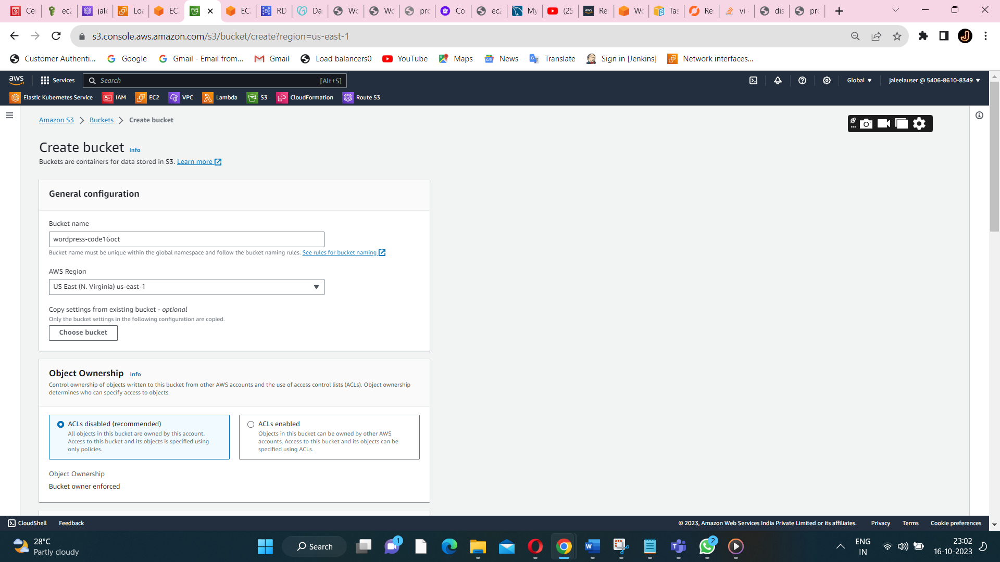 Ce
ec2
jale
Loa
EC
EC
RD
Da
Wo
Wo
pro
Co
ec2
My
(25
aws
Re
Wo
Tas
Re
vi -
dis
pro
s3.console.aws.amazon.com/s3/bucket/create?region=us-east-1
Customer Authenti...
Google
Gmail - Email from...
Gmail
Load balancers0
YouTube
Maps
News
Translate
Sign in [Jenkins]
Network interfaces...
aws
Services
Search
[Alt+S]
Global
jaleelauser @ 5406-8610-8349
Elastic Kubernetes Service
IAM
EC2
VPC
Lambda
S3
CloudFormation
Route 53
Amazon S3
Buckets
Create bucket
Create bucket Info
Buckets are containers for data stored in S3. Learn more
General configuration
Bucket name
wordpress-code16oct
Bucket name must be unique within the global namespace and follow the bucket naming rules. See rules for bucket naming
AWS Region
US East (N. Virginia) us-east-1
Copy settings from existing bucket - optional
Only the bucket settings in the following configuration are copied.
Choose bucket
Object Ownership Info
Control ownership of objects written to this bucket from other AWS accounts and the use of access control lists (ACLs). Object ownership
determines who can specify access to objects.
ACLs disabled (recommended)
All objects in this bucket are owned by this account.
Access to this bucket and its objects is specified using
only policies.
ACLs enabled
Objects in this bucket can be owned by other AWS
accounts. Access to this bucket and its objects can be
specified using ACLs.
Object Ownership
Bucket owner enforced
CloudShell
Feedback
© 2023, Amazon Web Services India Private Limited or its affiliates.
Privacy
Terms
Cookie preferences
28°C
Partly cloudy
Search
1
2
ENG
IN
23:02
16-10-2023